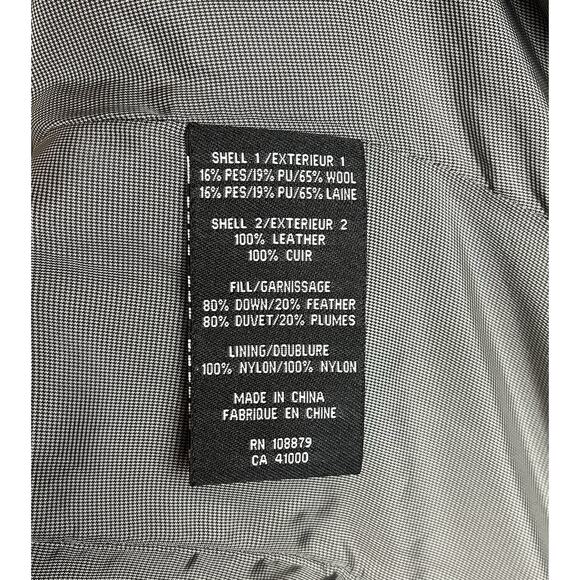 SHELL 1 /EXTERIEUR 1
16% PES/19% PU/65% WOOL
16% PES/19% PU/65% LAINE
SHELL 2/EXTERIEUR 2
100% LEATHER
100% CUIR
FILL/GARNISSAGE
80% DOWN/20% FEATHER
80% DUVET/20% PLUMES
LINING/DOUBLURE
100% NYLON/100% NYLON
MADE IN CHINA
FABRIQUE EN CHINE
RN 108879
CA 41000